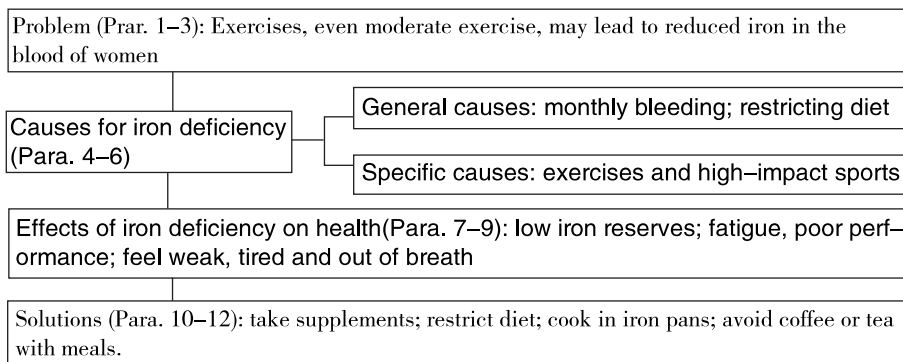 Problem (Prar. 1–3): Exercises, even moderate exercise, may lead to reduced iron in the
blood of women
General causes: monthly bleeding; restricting diet
Causes for iron deficiency
(Para. 4–6)
Specific causes: exercises and high–impact sports
Effects of iron deficiency on health(Para. 7–9): low iron reserves; fatigue, poor perf–
ormance; feel weak, tired and out of breath
Solutions (Para. 10–12): take supplements; restrict diet; cook in iron pans; avoid coffee or tea
with meals.